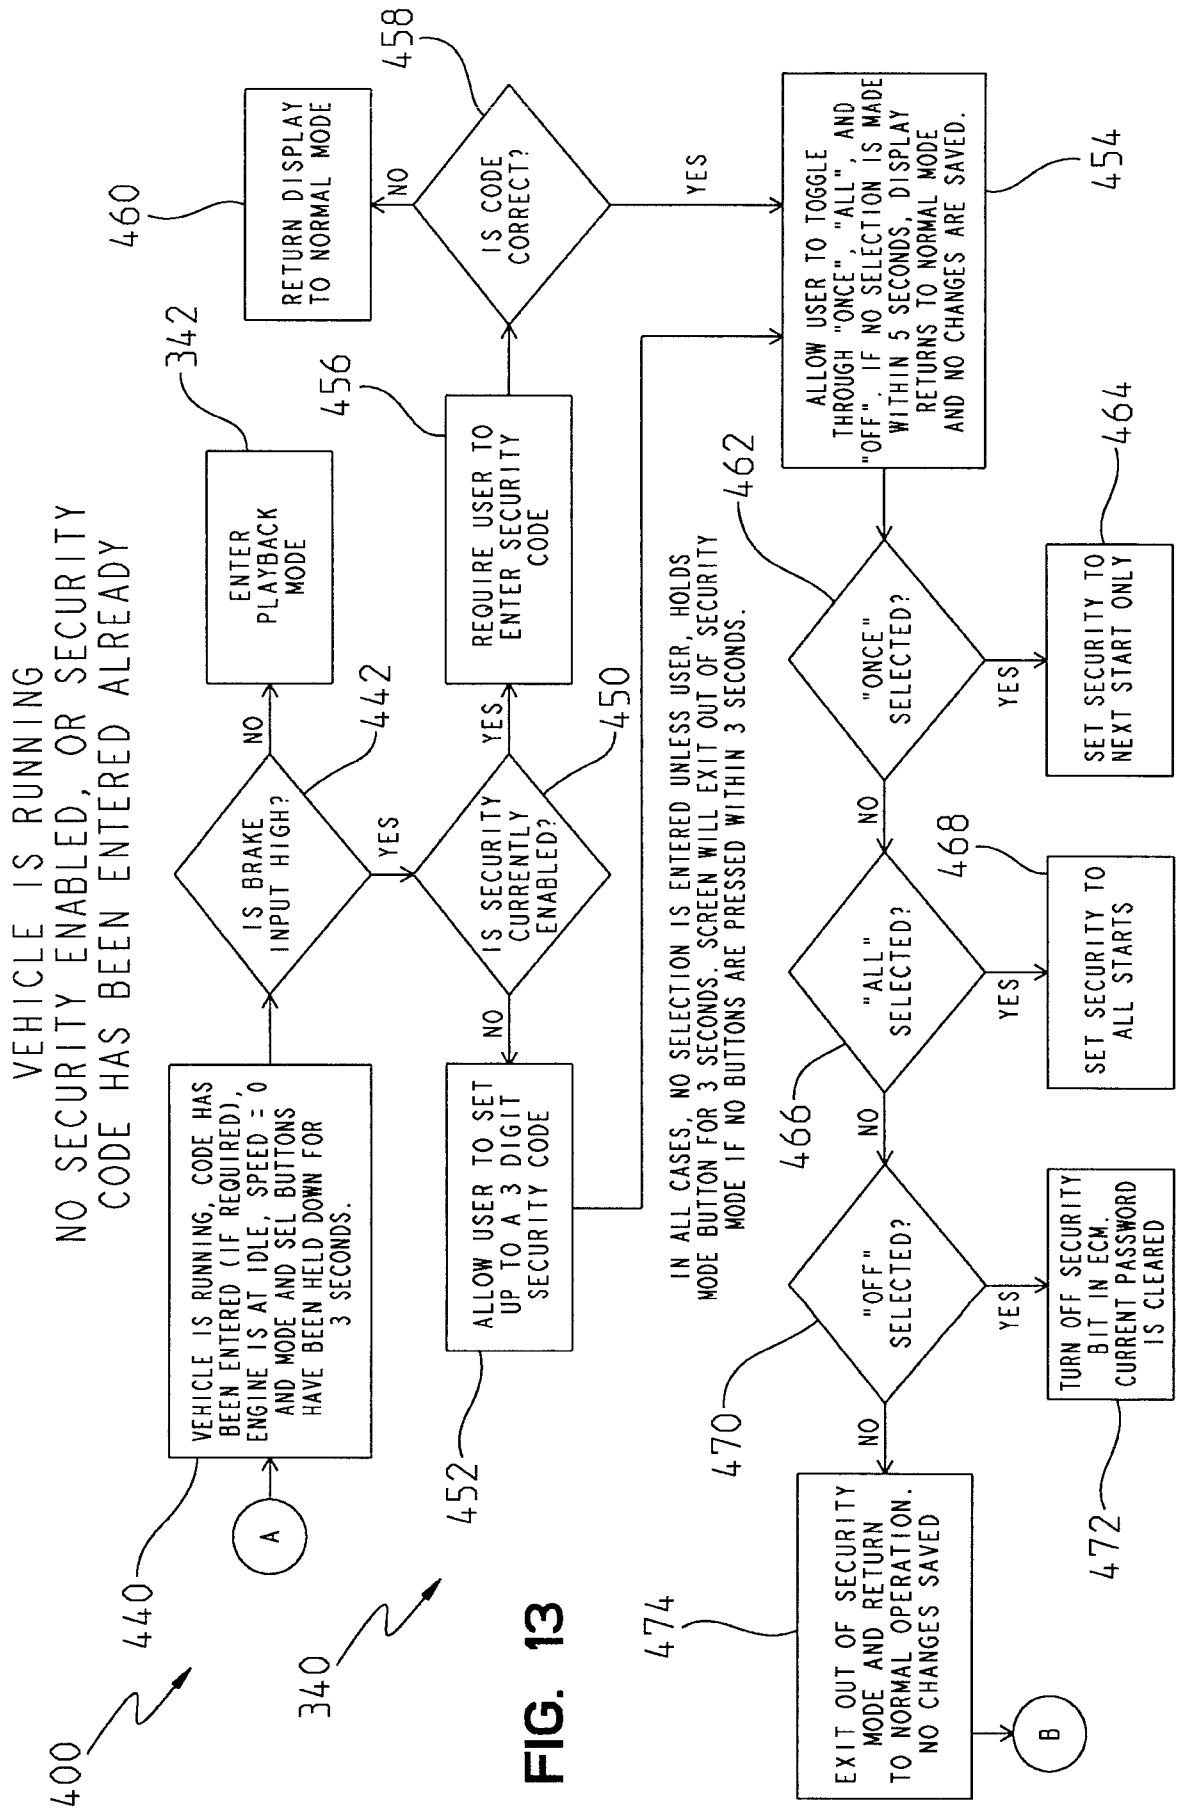 VEHICLE IS RUNNING
NO SECURITY ENABLED, OR SECURITY
CODE HAS BEEN ENTERED ALREADY
400
A
440
VEHICLE IS RUNNING, CODE HAS
BEEN ENTERED (IF REQUIRED),
ENGINE IS AT IDLE, SPEED = 0
AND MODE AND SEL BUTTONS
HAVE BEEN HELD DOWN FOR
3 SECONDS.
IS BRAKE
INPUT HIGH?
442
NO
ENTER
PLAYBACK
MODE
342
YES
340
IS SECURITY
CURRENTLY
ENABLED?
450
NO
ALLOW USER TO SET
UP TO A 3 DIGIT
SECURITY CODE
452
YES
REQUIRE USER TO
ENTER SECURITY
CODE
456
IS CODE
CORRECT?
458
NO
RETURN DISPLAY
TO NORMAL MODE
460
YES
IN ALL CASES, NO SELECTION IS ENTERED UNLESS USER, HOLDS
MODE BUTTON FOR 3 SECONDS. SCREEN WILL EXIT OUT OF SECURITY
MODE IF NO BUTTONS ARE PRESSED WITHIN 3 SECONDS.
ALLOW USER TO TOGGLE
THROUGH "ONCE", "ALL", AND
"OFF". IF NO SELECTION IS MADE
WITHIN 5 SECONDS, DISPLAY
RETURNS TO NORMAL MODE
AND NO CHANGES ARE SAVED.
454
"ONCE"
SELECTED?
462
YES
SET SECURITY TO
NEXT START ONLY
464
NO
"ALL"
SELECTED?
466
YES
SET SECURITY TO
ALL STARTS
468
NO
"OFF"
SELECTED?
470
YES
TURN OFF SECURITY
BIT IN ECM.
CURRENT PASSWORD
IS CLEARED
472
NO
EXIT OUT OF SECURITY
MODE AND RETURN
TO NORMAL OPERATION.
NO CHANGES SAVED
474
B
FIG. 13